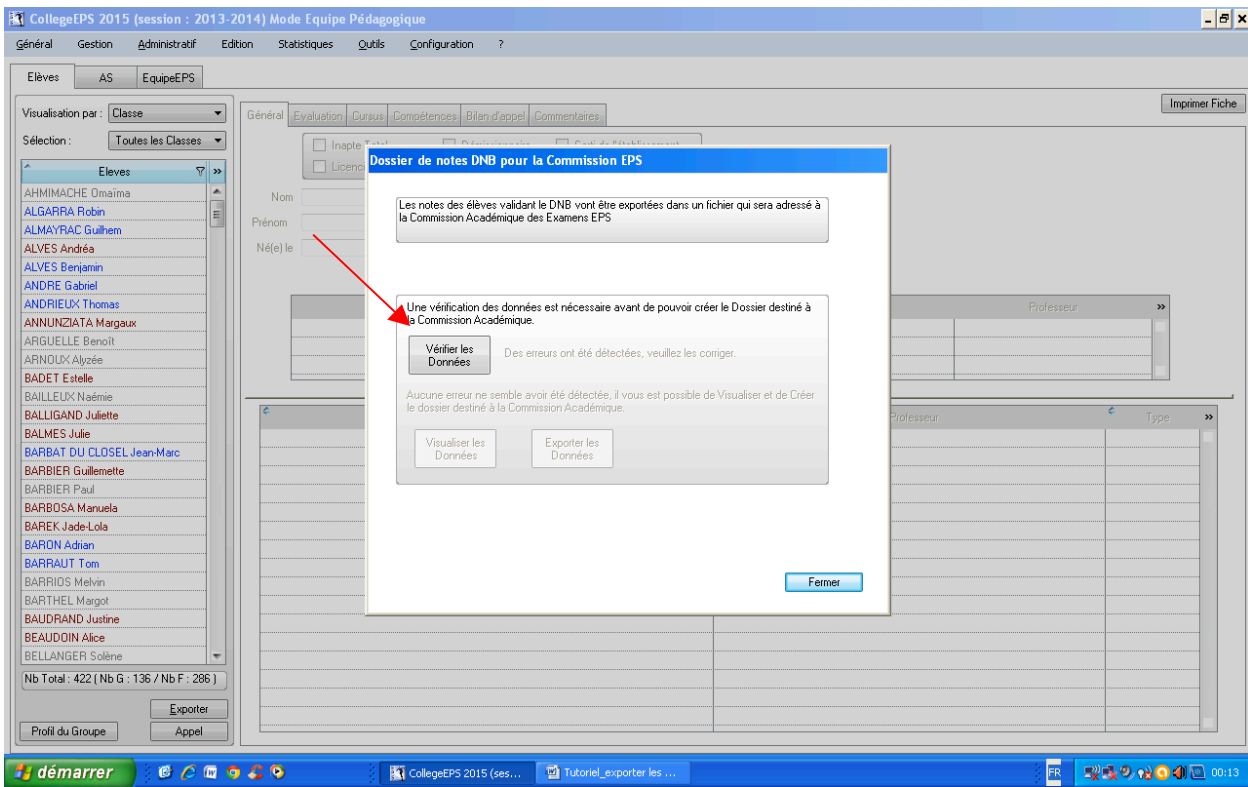 CollegeEPS 2015 (session : 2013-2014) Mode Equipe Pédagogique
Général Gestion Administratif Edition Statistiques Outils Configuration ?
Elèves AS EquipeEPS
Imprimer Fiche
Visualisation par : Classe
Sélection : Toutes les Classes
Eleves
AHMIMACHE Omaïma
ALGARRA Robin
ALMAYRAC Guilhem
ALVES Andréa
ALVES Benjamin
ANDRE Gabriel
ANDRIEUX Thomas
ANNUNZIATA Margaux
ARGUELLE Benoît
ARNOUX Alyzée
BADET Estelle
BAILLEUX Naémie
BALLIGAND Juliette
BALMES Julie
BARBAT DU CLOSEL Jean-Marc
BARBIER Guillemette
BARBIER Paul
BARBOSA Manuela
BAREK Jade-Lola
BARON Adrian
BARRAUT Tom
BARRIOS Melvin
BARTHEL Margot
BAUDRAND Justine
BEAUDOIN Alice
BELLANGER Solène
Nb Total : 422 ( Nb G : 136 / Nb F : 286 )
Exporter
Profil du Groupe Appel
Général Evaluation Cursus Compétences Bilan d'appel Commentaires
Inapte Total Démissionnaire Sorti de l'établissement
Nom
Prénom
Né(e) le
Professeur
Professeur Type
Dossier de notes DNB pour la Commission EPS
Les notes des élèves validant le DNB vont être exportées dans un fichier qui sera adressé à
la Commission Académique des Examens EPS
Une vérification des données est nécessaire avant de pouvoir créer le Dossier destiné à
la Commission Académique.
Vérifier les
Données
Des erreurs ont été détectées, veuillez les corriger.
Aucune erreur ne semble avoir été détectée, il vous est possible de Visualiser et de Créer
le dossier destiné à la Commission Académique.
Visualiser les
Données
Exporter les
Données
Fermer
démarrer
CollegeEPS 2015 (ses...
Tutoriel_exporter les ...
FR
00:13